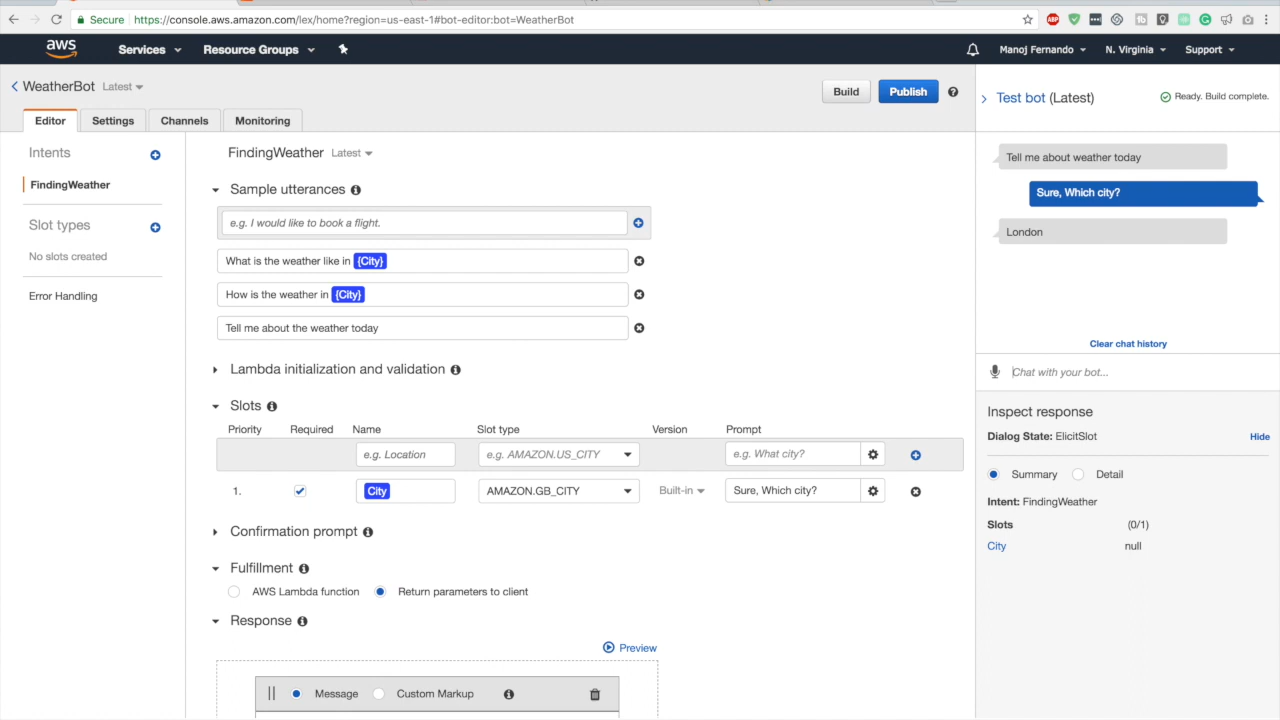 Secure https://console.aws.amazon.com/lex/home?region=us-east-1#bot-editor:bot=WeatherBot
ABP
aws Services Resource Groups Manoj Fernando N. Virginia Support
WeatherBot Latest
Build Publish
Test bot (Latest) Ready. Build complete.
Editor Settings Channels Monitoring
Intents
FindingWeather
Slot types
No slots created
Error Handling
FindingWeather Latest
Sample utterances
e.g. I would like to book a flight.
What is the weather like in {City}
How is the weather in {City}
Tell me about the weather today
Lambda initialization and validation
Slots
Priority Required Name Slot type Version Prompt
e.g. Location e.g. AMAZON.US_CITY e.g. What city?
1. City AMAZON.GB_CITY Built-in Sure, Which city?
Confirmation prompt
Fulfillment
AWS Lambda function Return parameters to client
Response
Preview
Message Custom Markup
Tell me about weather today
Sure, Which city?
London
Clear chat history
Chat with your bot...
Inspect response
Dialog State: ElicitSlot Hide
Summary Detail
Intent: FindingWeather
Slots (0/1)
City null